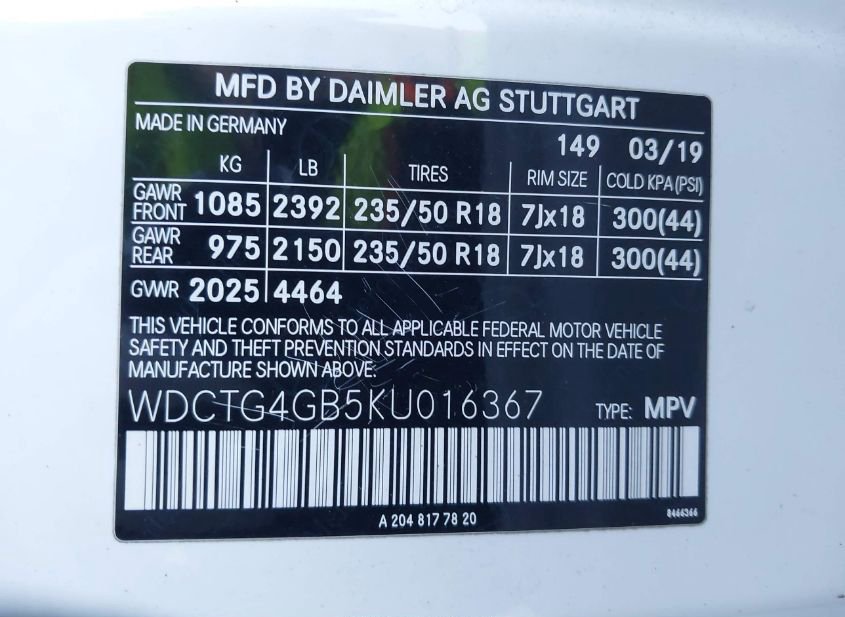 MFD BY DAIMLER AG STUTTGART
MADE IN GERMANY
149 03/19
KG LB TIRES RIM SIZE COLD KPA(PSI)
GAWR FRONT 1085 2392 235/50 R18 7Jx18 300(44)
GAWR REAR 975 2150 235/50 R18 7Jx18 300(44)
GVWR 2025 4464
THIS VEHICLE CONFORMS TO ALL APPLICABLE FEDERAL MOTOR VEHICLE
SAFETY AND THEFT PREVENTION STANDARDS IN EFFECT ON THE DATE OF
MANUFACTURE SHOWN ABOVE:
WDCTG4GB5KU016367 TYPE: MPV
A 204 817 78 20
8466366